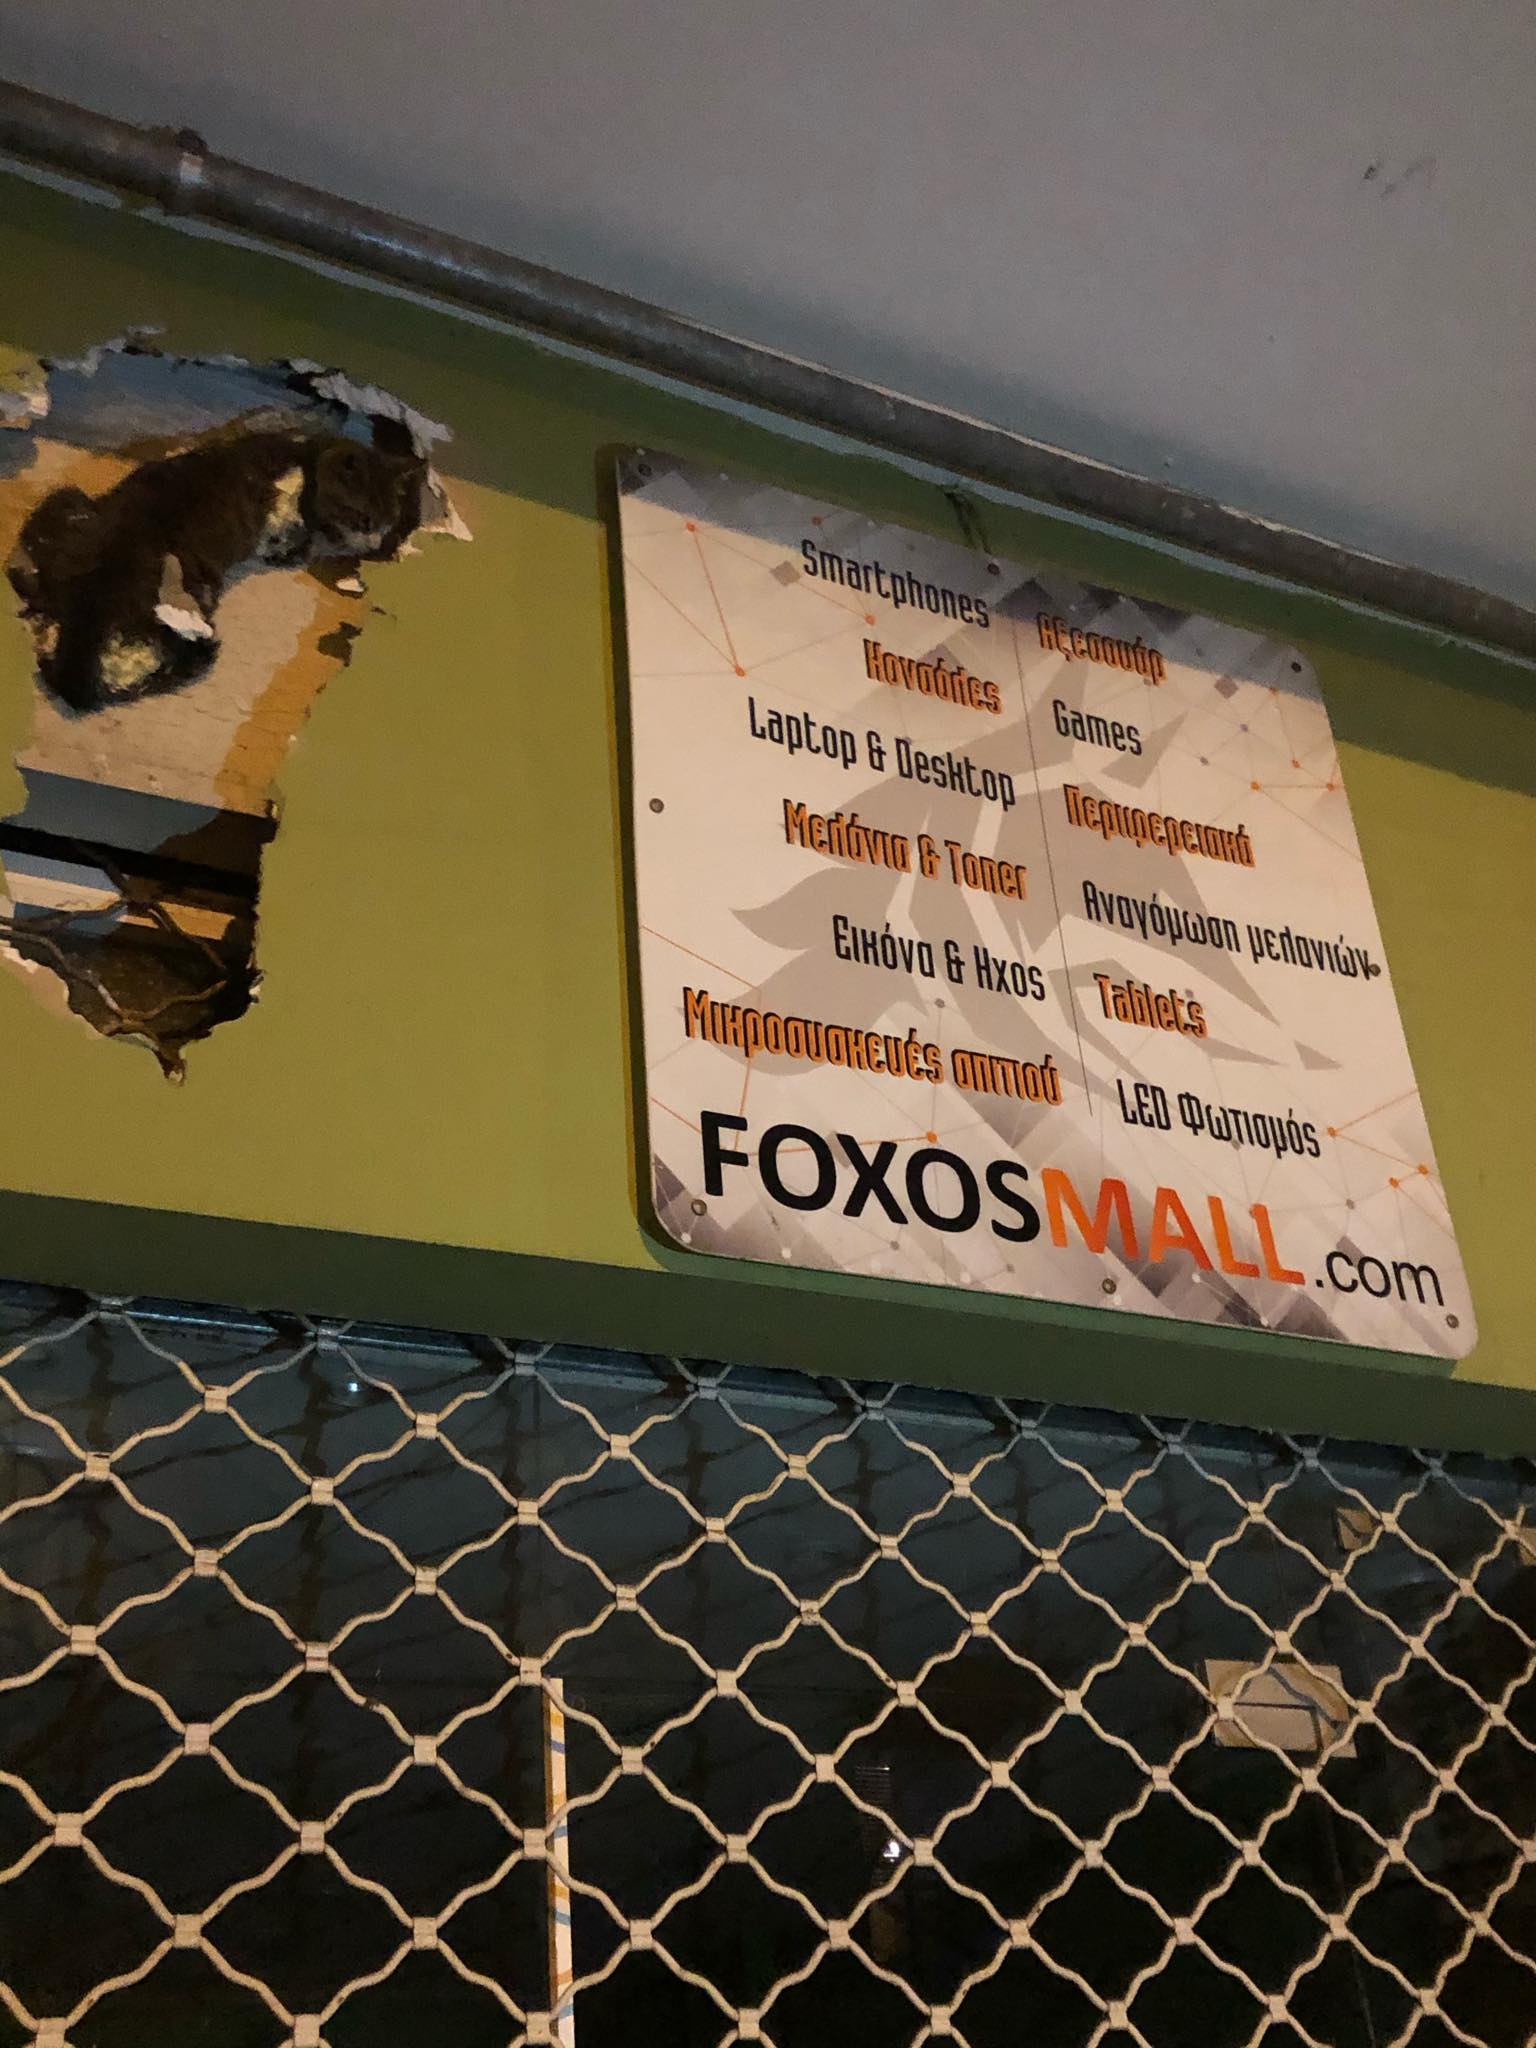 Smartphones
Κονσόλες
Laptop & Desktop
Μελάνια & Toner
Εικόνα & Ηχος
Μικροσυσκευές σπιτιού
Αξεσουάρ
Games
Περιφερειακά
Αναγόμωση μελανιών
Tablets
LED Φωτισμός
FOXOSMALL.com